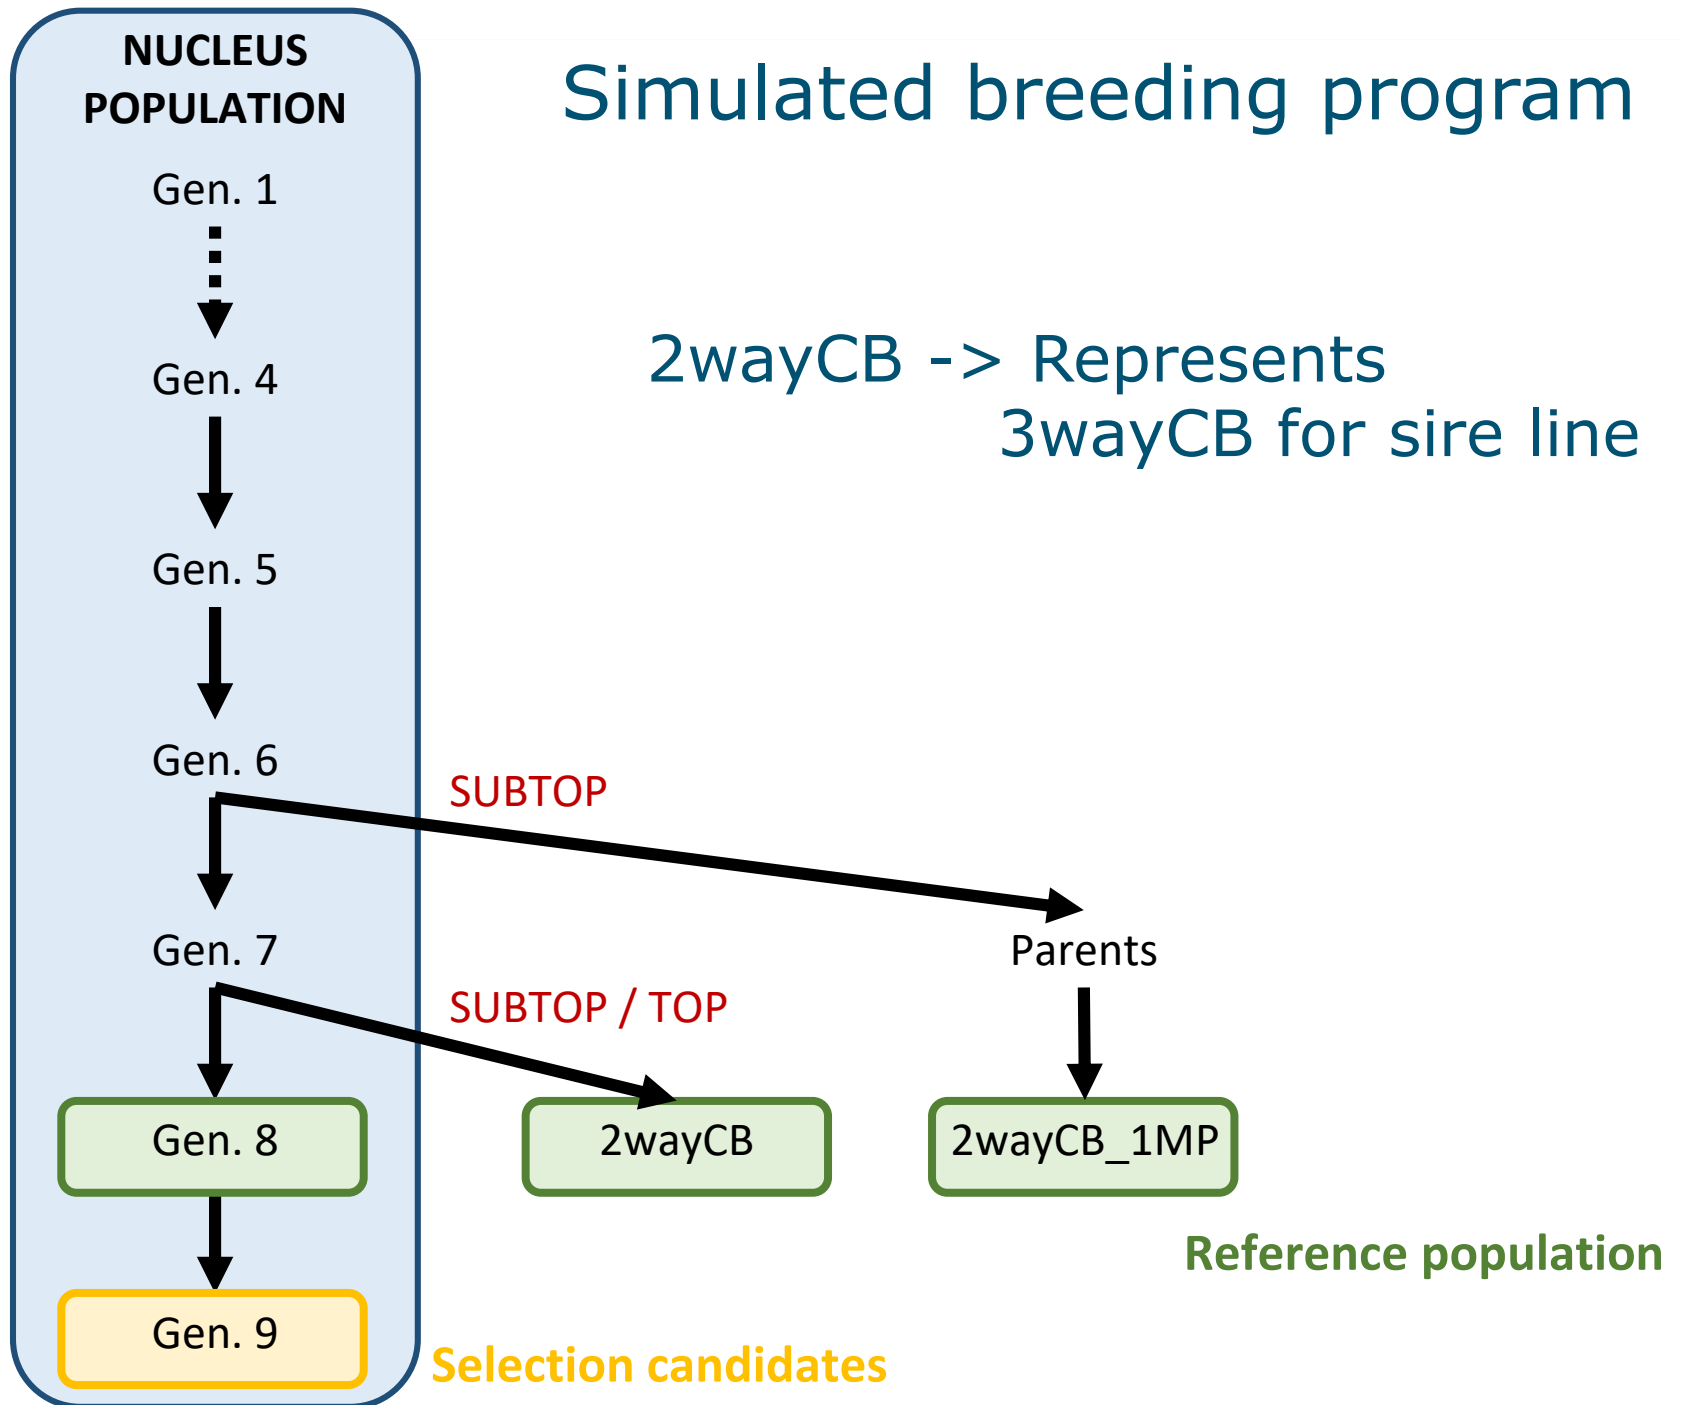 NUCLEUS
POPULATION
Simulated breeding program
Gen. 1
2wayCB -> Represents
3wayCB for sire line
Gen. 4
Gen. 5
Gen. 6
SUBTOP
Gen. 7
Parents
SUBTOP / TOP
Gen. 8
2wayCB
2wayCB_1MP
Reference population
Gen. 9
Selection candidates